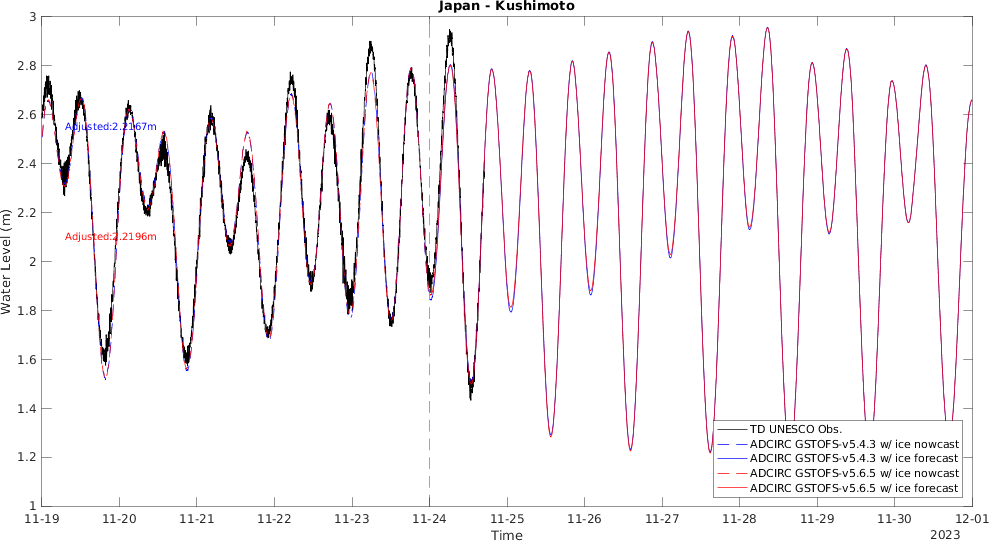 Japan - Kushimoto
3
2.8
2.6
2.4
2.2
2
1.8
1.6
1.4
1.2
1
Water Level (m)
Adjusted:2.2167m
Adjusted:2.2196m
TD UNESCO Obs.
ADCIRC GSTOFS-v5.4.3 w/ ice nowcast
ADCIRC GSTOFS-v5.4.3 w/ ice forecast
ADCIRC GSTOFS-v5.6.5 w/ ice nowcast
ADCIRC GSTOFS-v5.6.5 w/ ice forecast
11-19 11-20 11-21 11-22 11-23 11-24 11-25 11-26 11-27 11-28 11-29 11-30 12-01
Time
2023